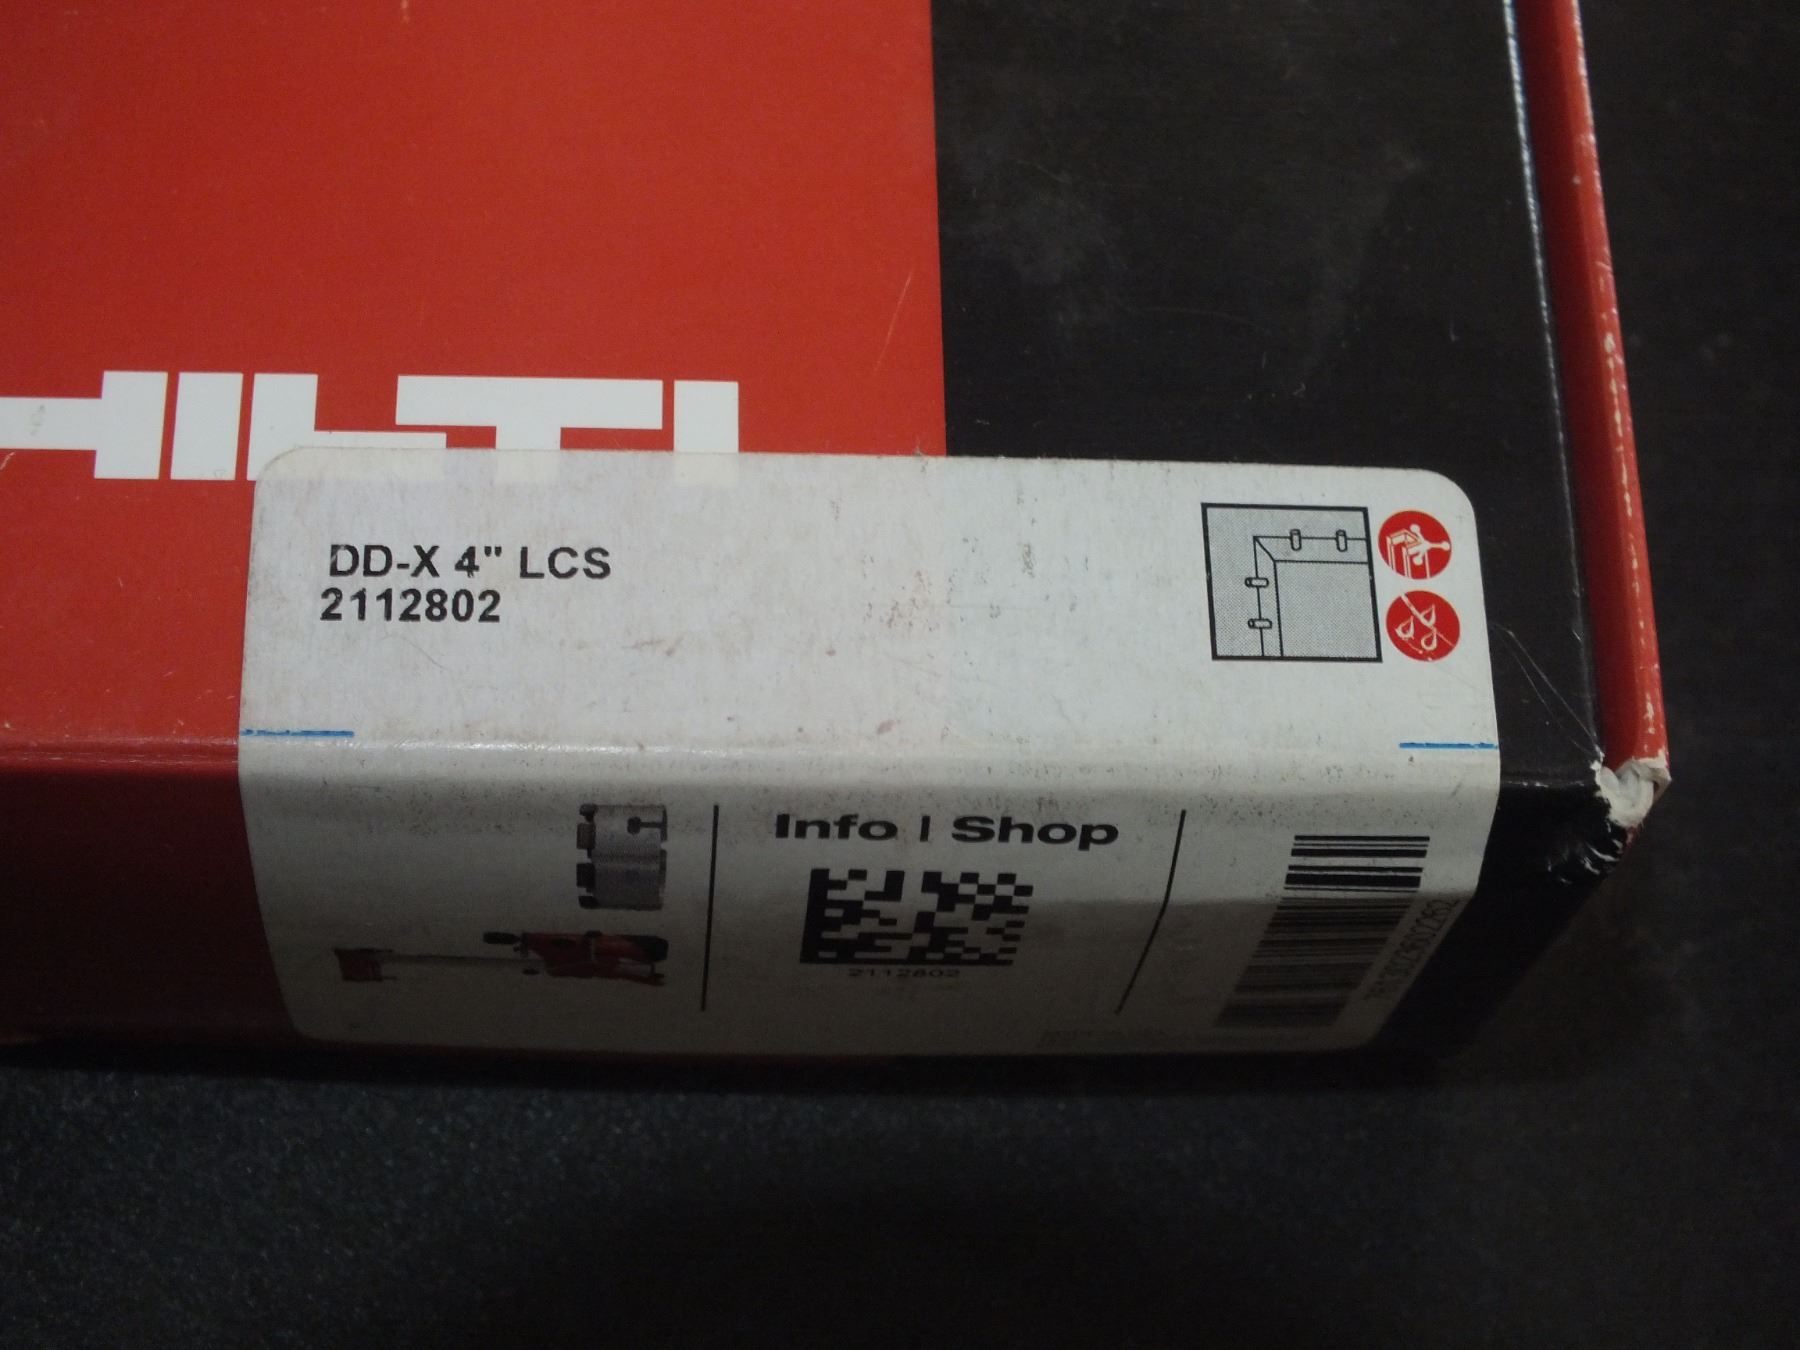 HILTI
DD-X 4" LCS
2112802
Info | Shop
2112802